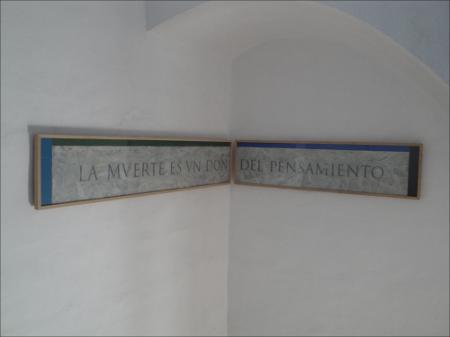 LA MVERTE ES VN DON DEL PENSAMIENTO